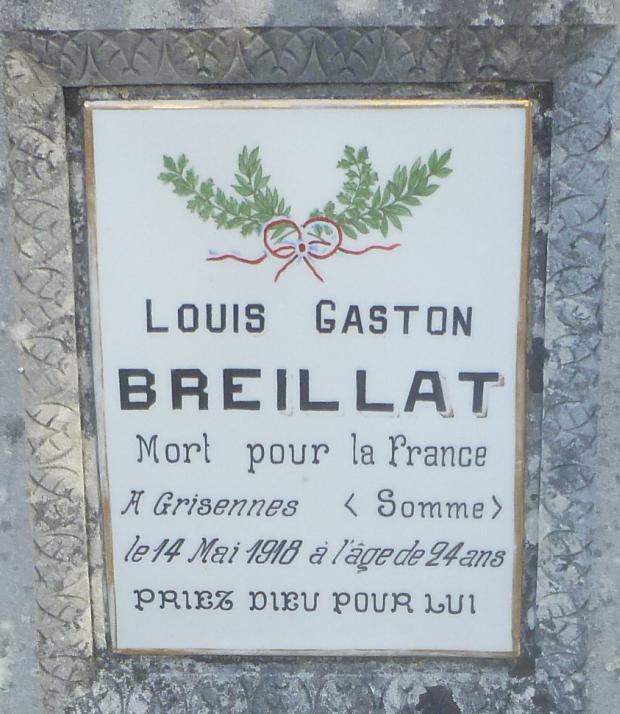 LOUIS GASTON
BREILLAT
Mort pour la France
A Grisennes < Somme >
le 14 Mai 1918 à l'âge de 24 ans
PRIEZ DIEU POUR LUI